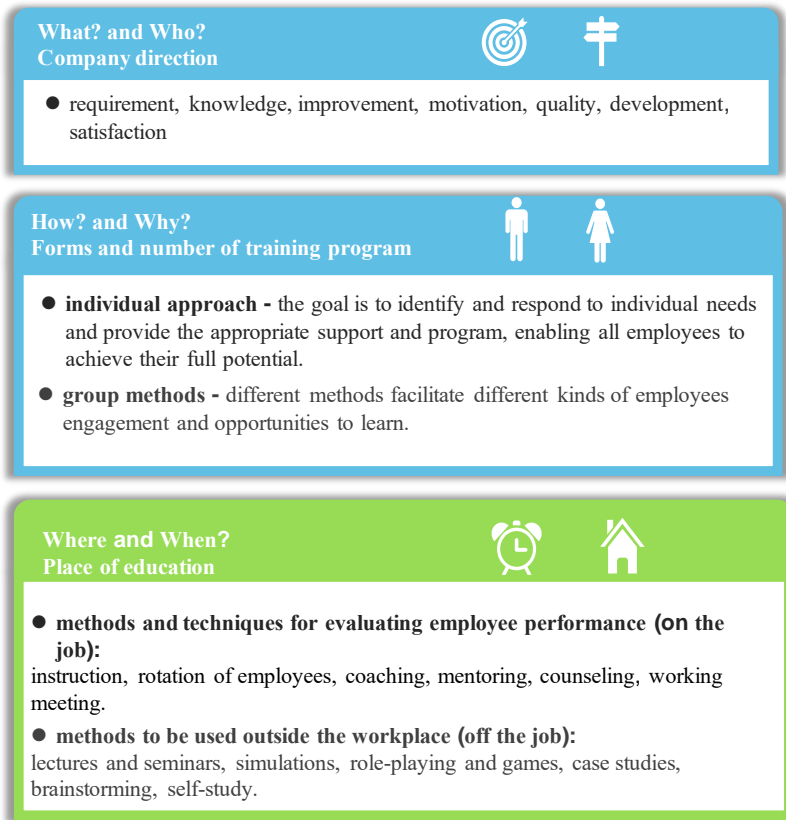 What? and Who?
Company direction
● requirement, knowledge, improvement, motivation, quality, development,
satisfaction
How? and Why?
Forms and number of training program
● individual approach - the goal is to identify and respond to individual needs
and provide the appropriate support and program, enabling all employees to
achieve their full potential.
● group methods - different methods facilitate different kinds of employees
engagement and opportunities to learn.
Where and When?
Place of education
● methods and techniques for evaluating employee performance (on the
job):
instruction, rotation of employees, coaching, mentoring, counseling, working
meeting.
● methods to be used outside the workplace (off the job):
lectures and seminars, simulations, role-playing and games, case studies,
brainstorming, self-study.